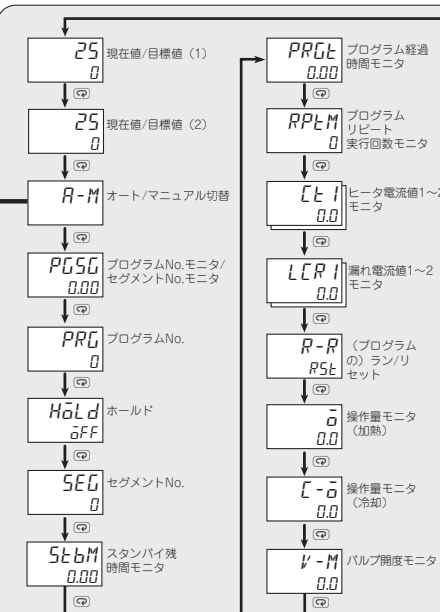 25
0
現在値/目標値（1）
25
0
現在値/目標値（2）
A-M
オート/マニュアル切替
PGSG
0.00
プログラムNo.モニタ/
セグメントNo.モニタ
PRG
0
プログラムNo.
HoLd
oFF
ホールド
SEG
0
セグメントNo.
StbM
0.00
スタンバイ残
時間モニタ
PRGt
0.00
プログラム経過
時間モニタ
RPtM
0
プログラム
リピート
実行回数モニタ
Ct1
0.0
ヒータ電流値1～2
モニタ
LCR1
0.0
漏れ電流値1～2
モニタ
R-R
RSt
（プログラム
の）ラン/リ
セット
o
0.0
操作量モニタ
（加熱）
C-o
0.0
操作量モニタ
（冷却）
V-M
0.0
バルブ開度モニタ